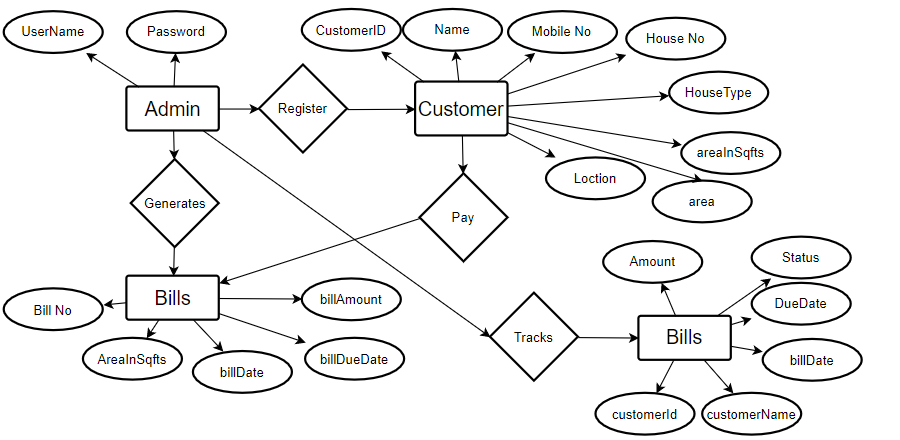 UserName
Password
CustomerID
Name
Mobile No
House No
Admin
Register
Customer
HouseType
areaInSqfts
Loction
area
Generates
Pay
Amount
Status
Bills
Bill No
billAmount
DueDate
AreaInSqfts
billDate
billDueDate
Tracks
Bills
billDate
customerId
customerName